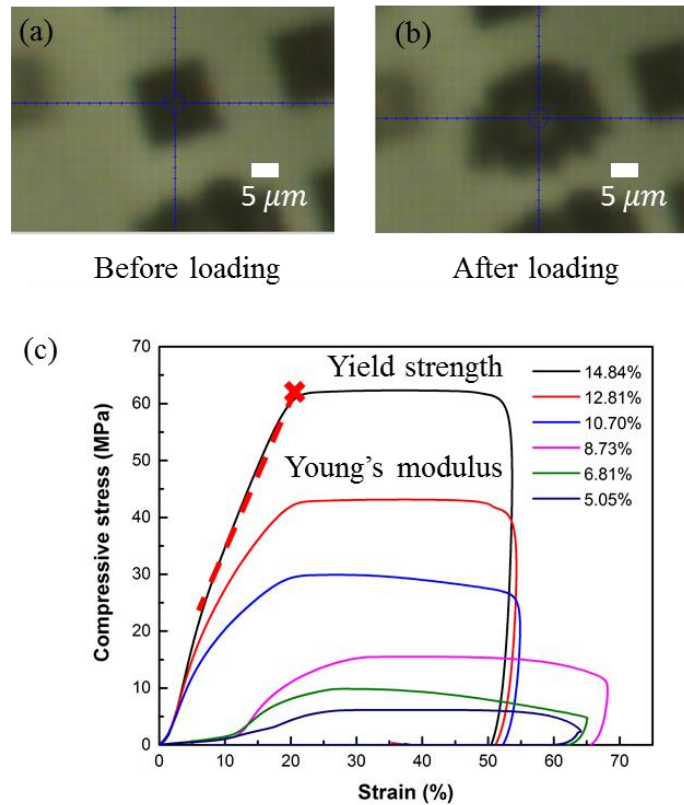 (a)
5 μm
(b)
5 μm
Before loading
After loading
(c)
Compressive stress (MPa)
70
60
50
40
30
20
10
0
Yield strength
Young's modulus
14.84%
12.81%
10.70%
8.73%
6.81%
5.05%
0 10 20 30 40 50 60 70
Strain (%)